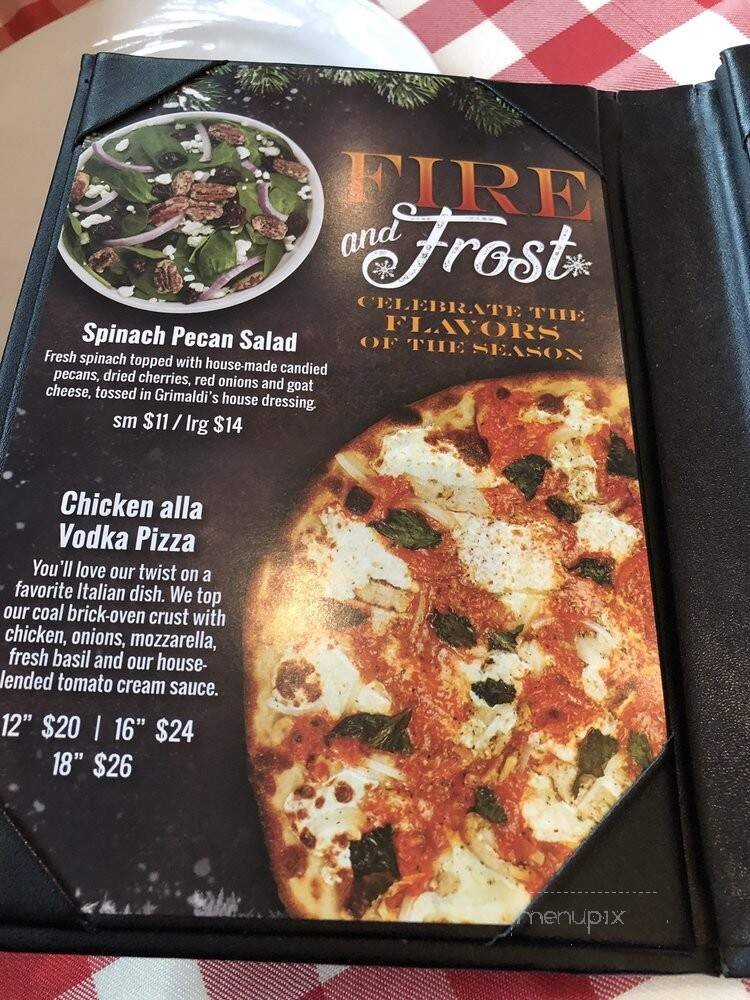 FIRE
and Frost
CELEBRATE THE
FLAVORS
OF THE SEASON
Spinach Pecan Salad
Fresh spinach topped with house-made candied
pecans, dried cherries, red onions and goat
cheese, tossed in Grimaldi's house dressing.
sm $11 / lrg $14
Chicken alla
Vodka Pizza
You'll love our twist on a
favorite Italian dish. We top
our coal brick-oven crust with
chicken, onions, mozzarella,
fresh basil and our house-
lended tomato cream sauce.
12” $20 | 16” $24
18” $26
menupix